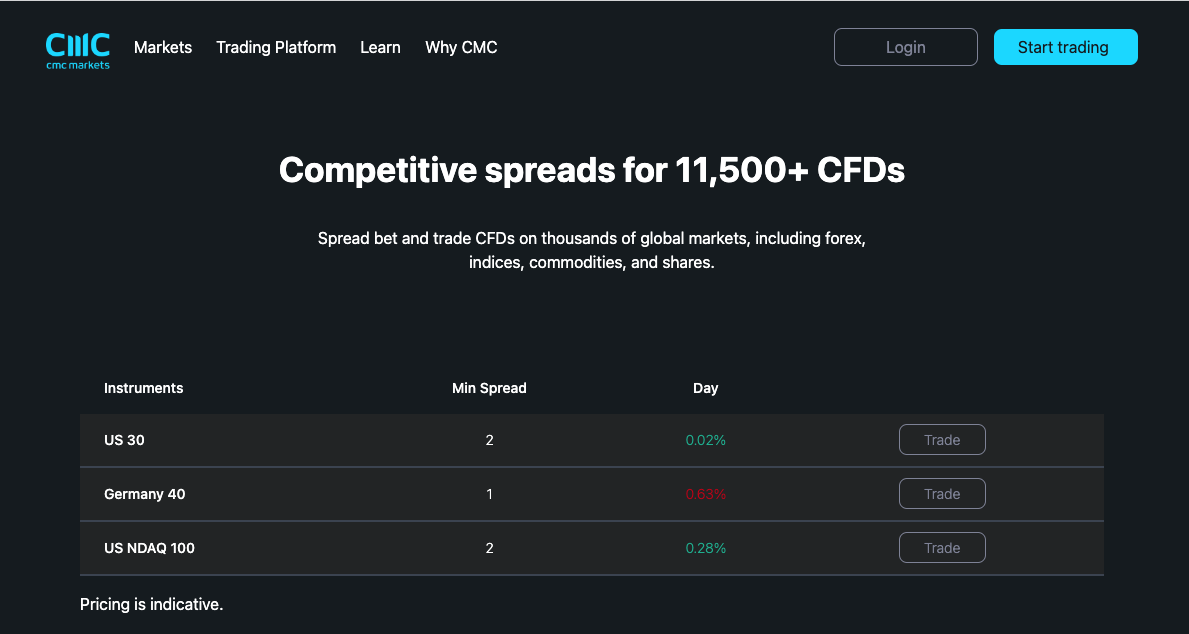 CMC
cmc markets
Markets Trading Platform Learn Why CMC Login Start trading
Competitive spreads for 11,500+ CFDs
Spread bet and trade CFDs on thousands of global markets, including forex,
indices, commodities, and shares.
Instruments Min Spread Day
US 30 2 0.02% Trade
Germany 40 1 0.63% Trade
US NDAQ 100 2 0.28% Trade
Pricing is indicative.